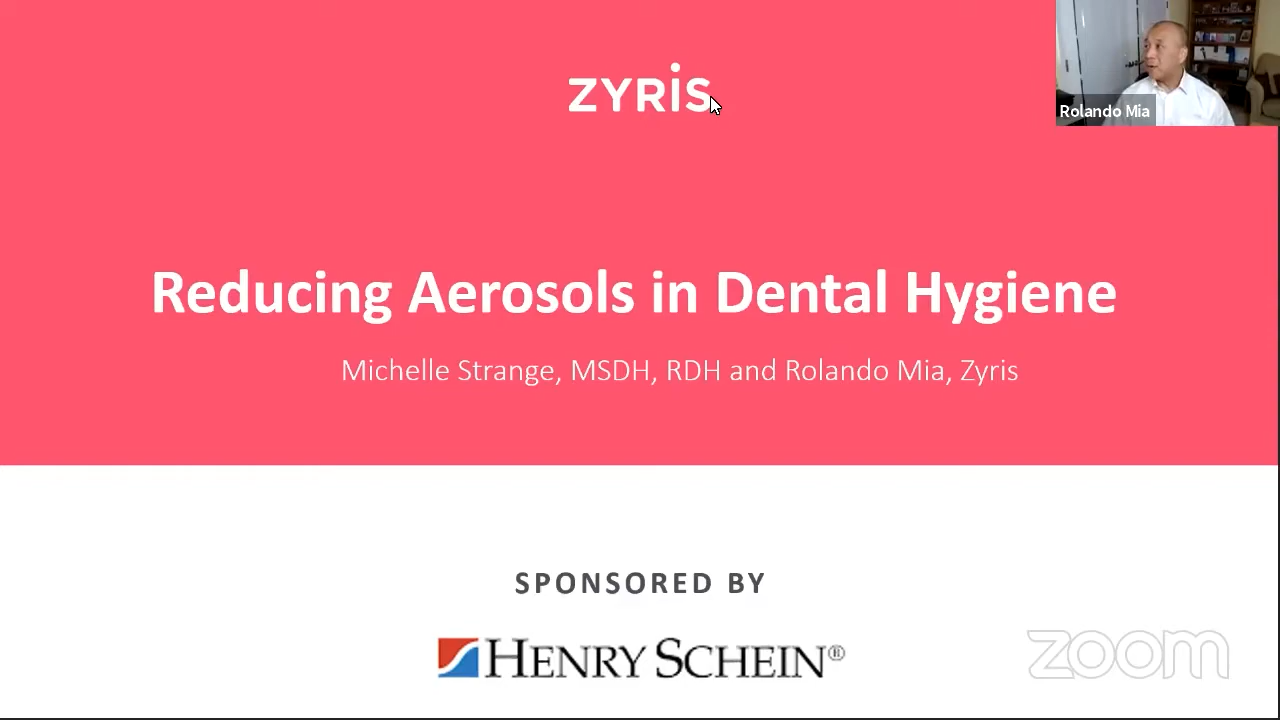 ZYRIS
Rolando Mia
Reducing Aerosols in Dental Hygiene
Michelle Strange, MSDH, RDH and Rolando Mia, Zyris
SPONSORED BY
HENRY SCHEIN®
zoom